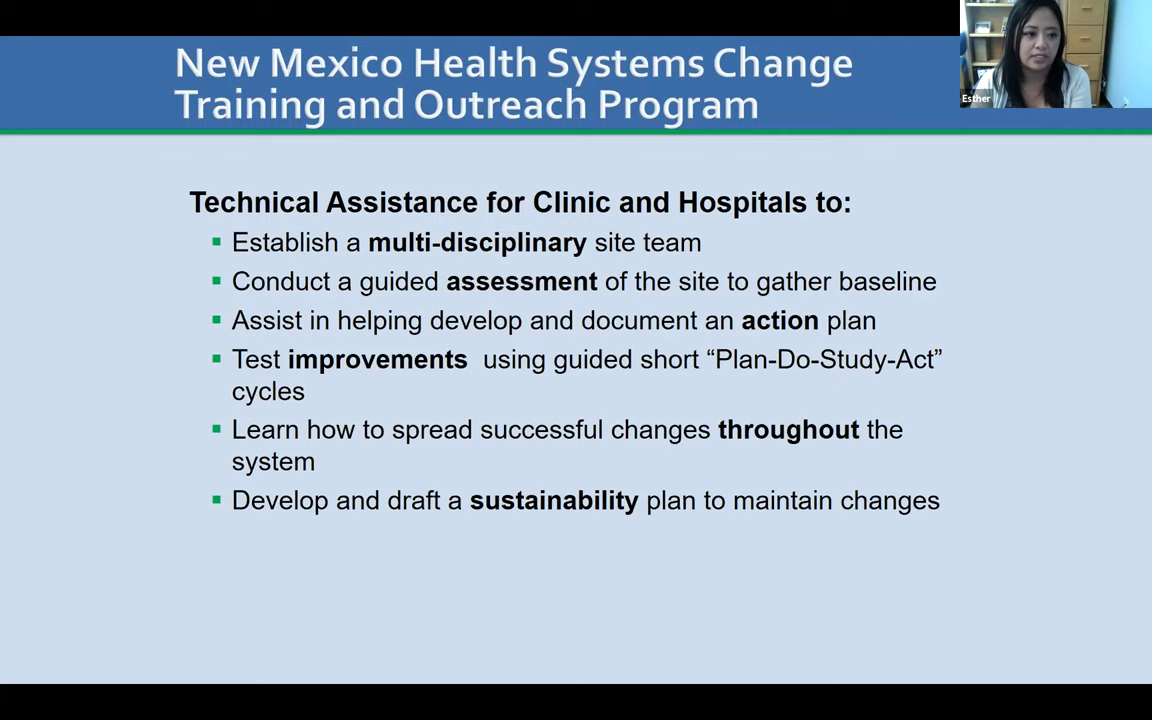 New Mexico Health Systems Change
Training and Outreach Program
Esther
Technical Assistance for Clinic and Hospitals to:
▪ Establish a multi-disciplinary site team
▪ Conduct a guided assessment of the site to gather baseline
▪ Assist in helping develop and document an action plan
▪ Test improvements using guided short “Plan-Do-Study-Act”
cycles
▪ Learn how to spread successful changes throughout the
system
▪ Develop and draft a sustainability plan to maintain changes